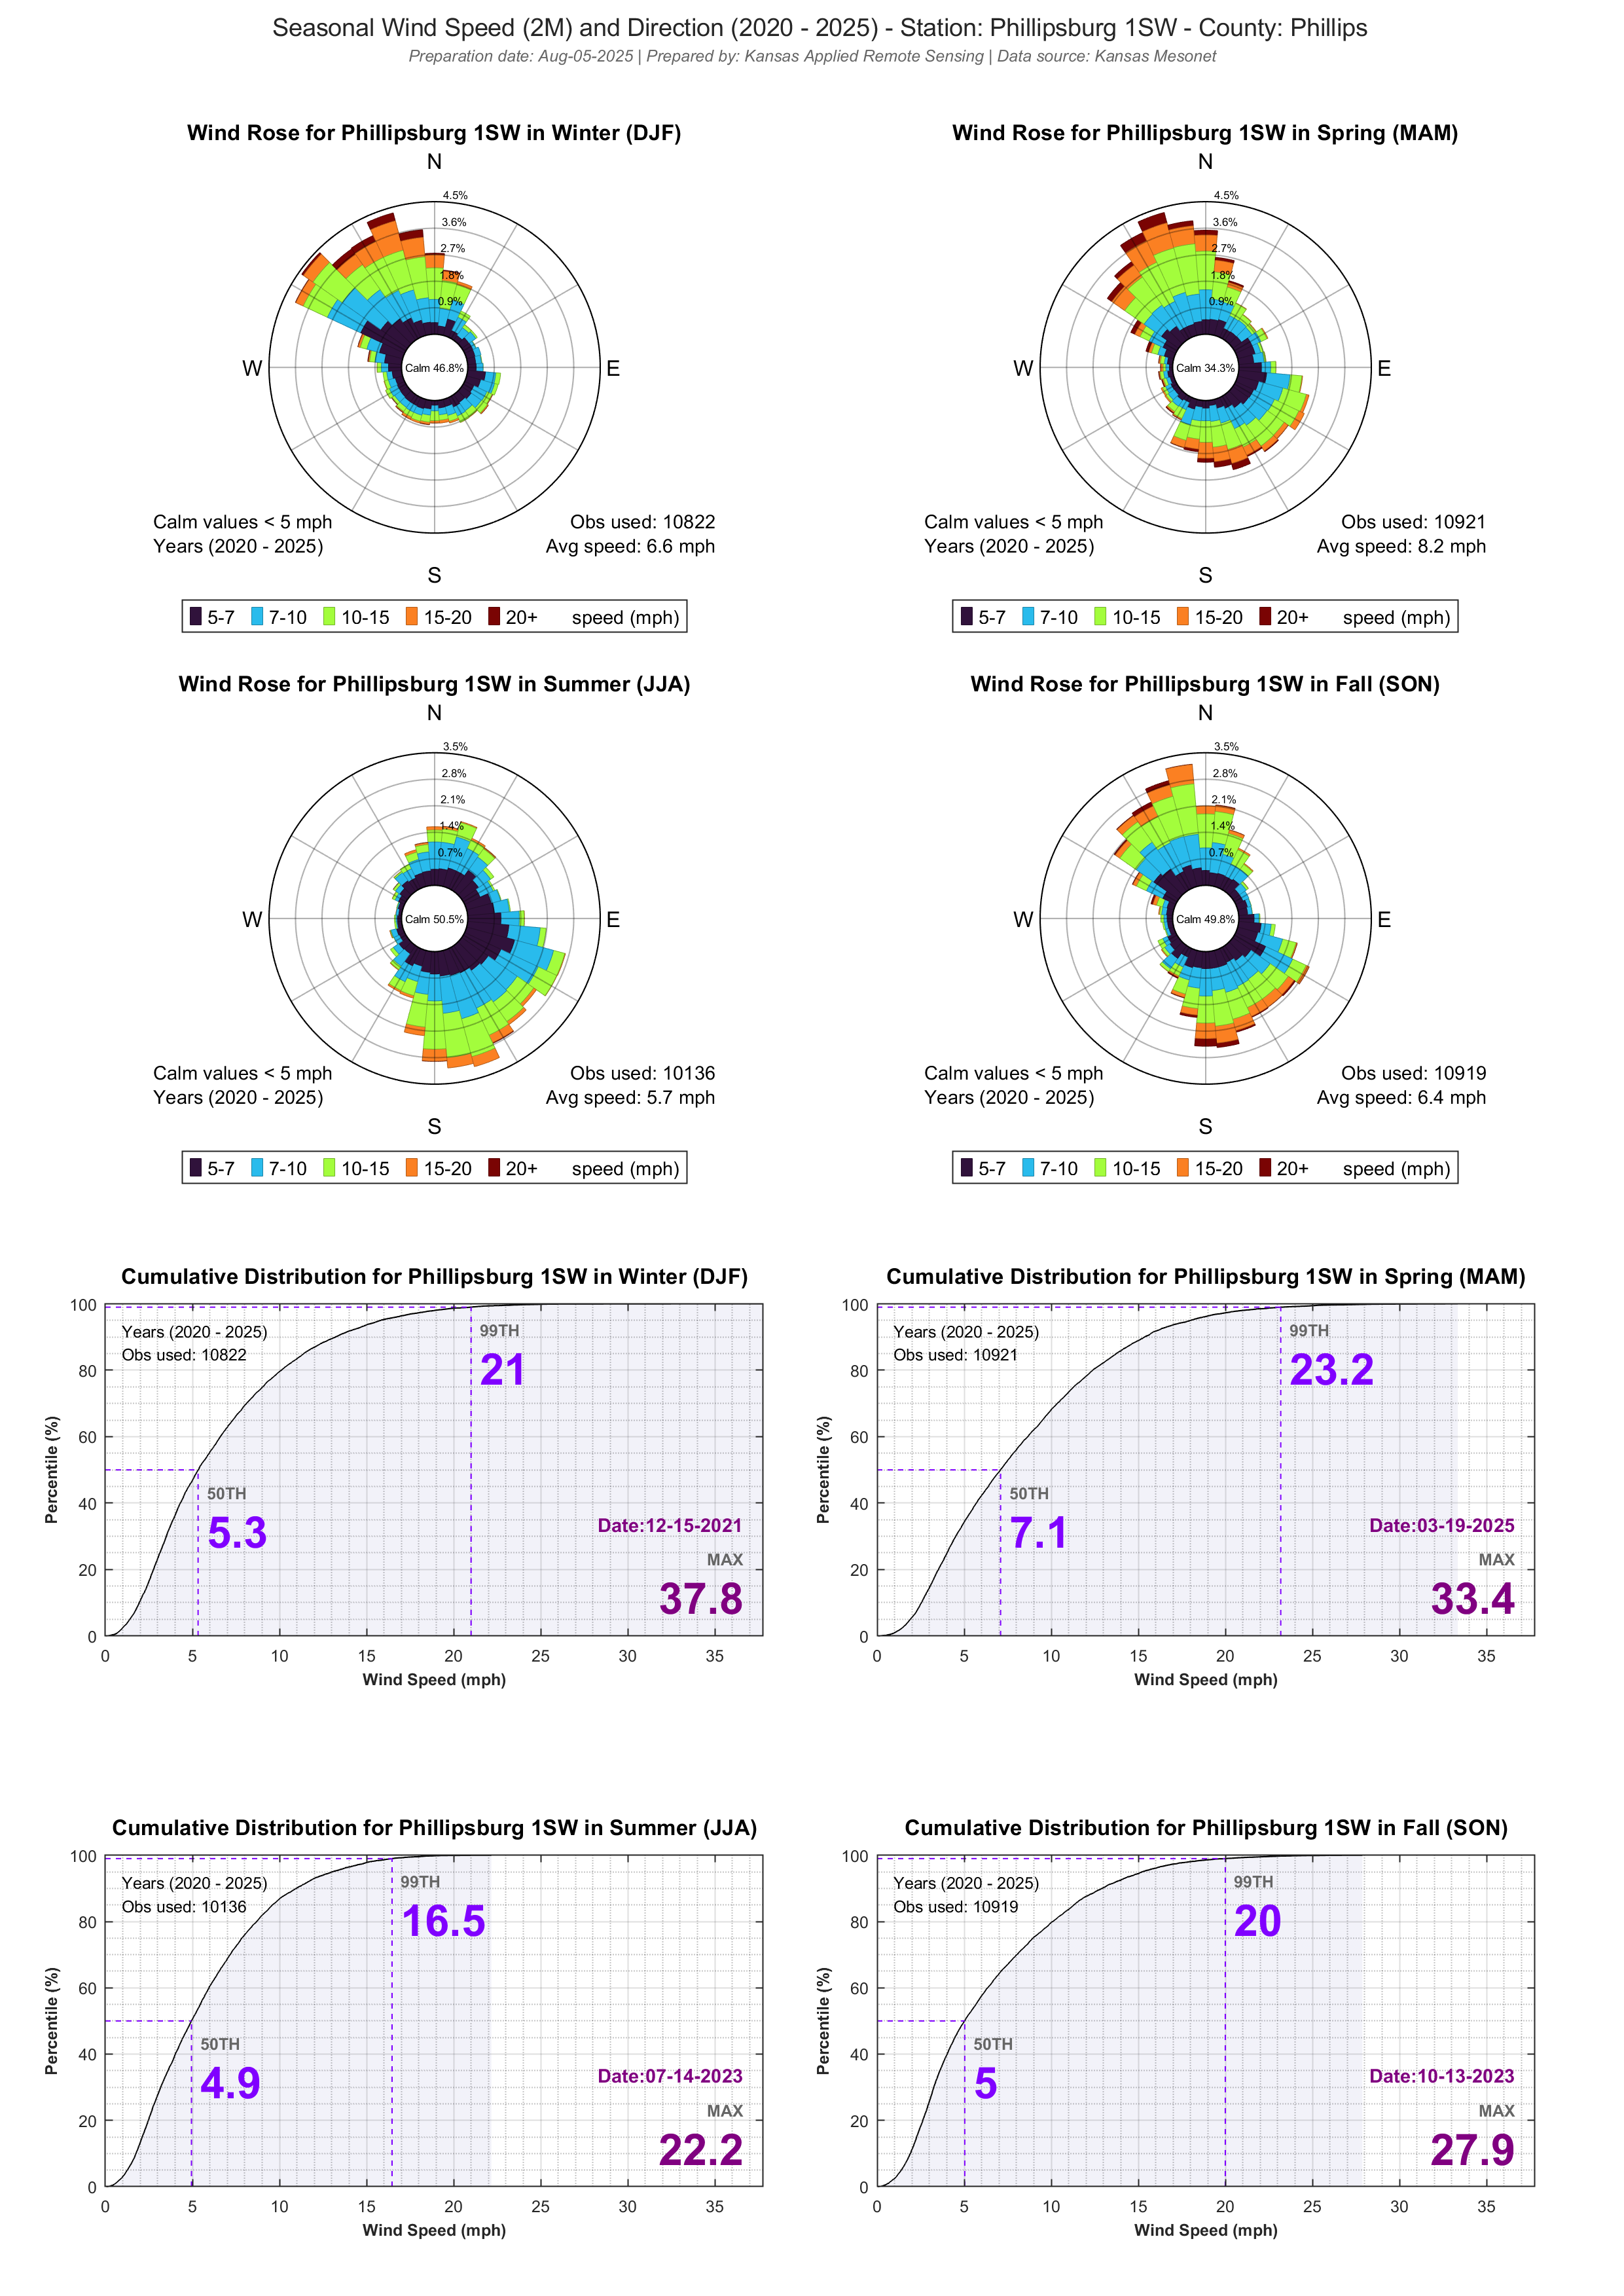 Seasonal Wind Speed (2M) and Direction (2020 - 2025) - Station: Phillipsburg 1SW - County: Phillips
Preparation date: Aug-05-2025 | Prepared by: Kansas Applied Remote Sensing | Data source: Kansas Mesonet
Wind Rose for Phillipsburg 1SW in Winter (DJF)
N
4.5%
3.6%
2.7%
1.8%
0.9%
W
Calm 46.8%
E
Calm values < 5 mph
Obs used: 10822
Years (2020 - 2025)
Avg speed: 6.6 mph
S
5-7 7-10 10-15 15-20 20+ speed (mph)
Wind Rose for Phillipsburg 1SW in Spring (MAM)
N
4.5%
3.6%
2.7%
1.8%
0.9%
W
Calm 34.3%
E
Calm values < 5 mph
Obs used: 10921
Years (2020 - 2025)
Avg speed: 8.2 mph
S
5-7 7-10 10-15 15-20 20+ speed (mph)
Wind Rose for Phillipsburg 1SW in Summer (JJA)
N
3.5%
2.8%
2.1%
1.4%
0.7%
W
Calm 50.5%
E
Calm values < 5 mph
Obs used: 10136
Years (2020 - 2025)
Avg speed: 5.7 mph
S
5-7 7-10 10-15 15-20 20+ speed (mph)
Wind Rose for Phillipsburg 1SW in Fall (SON)
N
3.5%
2.8%
2.1%
1.4%
0.7%
W
Calm 49.8%
E
Calm values < 5 mph
Obs used: 10919
Years (2020 - 2025)
Avg speed: 6.4 mph
S
5-7 7-10 10-15 15-20 20+ speed (mph)
Cumulative Distribution for Phillipsburg 1SW in Winter (DJF)
100
80
60
40
20
0
Percentile (%)
Years (2020 - 2025)
Obs used: 10822
99TH
21
50TH
5.3
Date:12-15-2021
MAX
37.8
0 5 10 15 20 25 30 35
Wind Speed (mph)
Cumulative Distribution for Phillipsburg 1SW in Spring (MAM)
100
80
60
40
20
0
Percentile (%)
Years (2020 - 2025)
Obs used: 10921
99TH
23.2
50TH
7.1
Date:03-19-2025
MAX
33.4
0 5 10 15 20 25 30 35
Wind Speed (mph)
Cumulative Distribution for Phillipsburg 1SW in Summer (JJA)
100
80
60
40
20
0
Percentile (%)
Years (2020 - 2025)
Obs used: 10136
99TH
16.5
50TH
4.9
Date:07-14-2023
MAX
22.2
0 5 10 15 20 25 30 35
Wind Speed (mph)
Cumulative Distribution for Phillipsburg 1SW in Fall (SON)
100
80
60
40
20
0
Percentile (%)
Years (2020 - 2025)
Obs used: 10919
99TH
20
50TH
5
Date:10-13-2023
MAX
27.9
0 5 10 15 20 25 30 35
Wind Speed (mph)